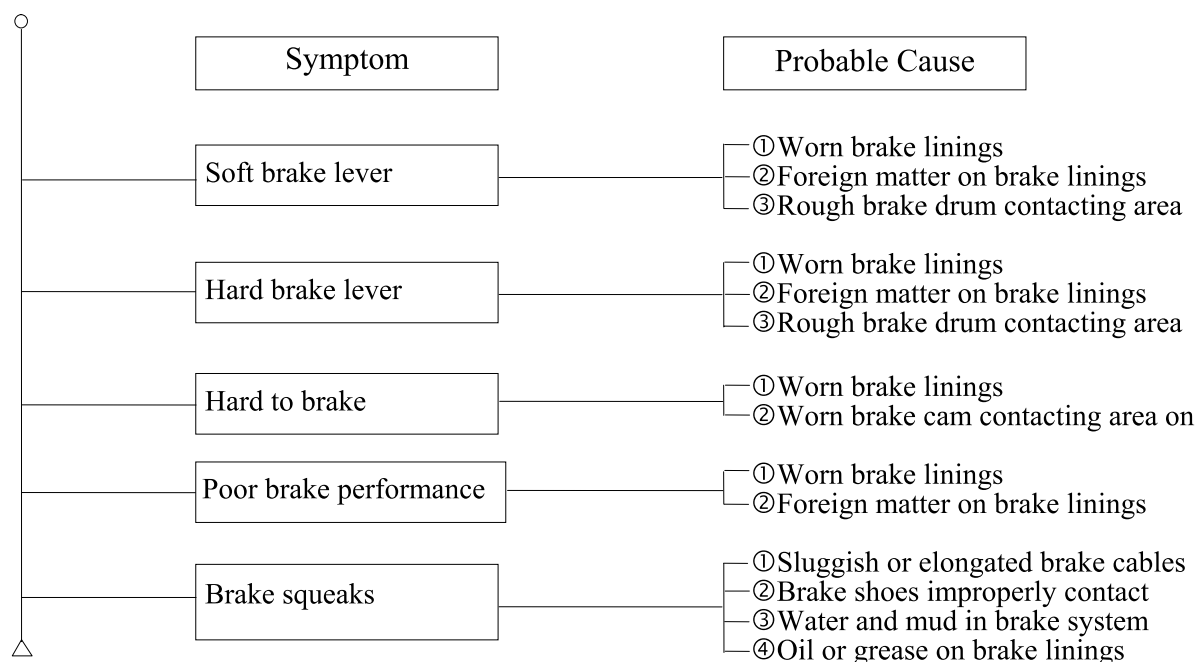 Symptom
Probable Cause
Soft brake lever
①Worn brake linings
②Foreign matter on brake linings
③Rough brake drum contacting area
Hard brake lever
①Worn brake linings
②Foreign matter on brake linings
③Rough brake drum contacting area
Hard to brake
①Worn brake linings
②Worn brake cam contacting area on
Poor brake performance
①Worn brake linings
②Foreign matter on brake linings
Brake squeaks
①Sluggish or elongated brake cables
②Brake shoes improperly contact
③Water and mud in brake system
④Oil or grease on brake linings